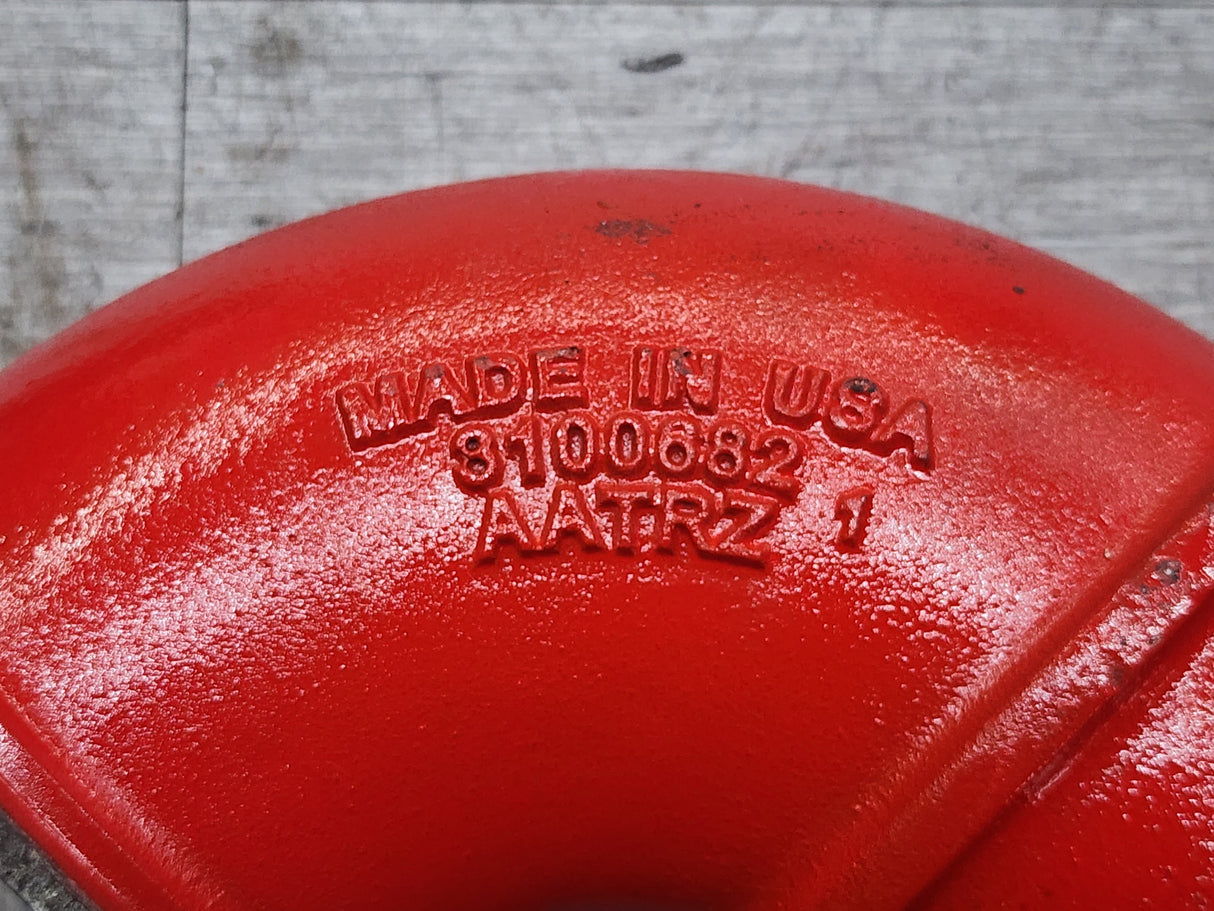 MADE IN USA
8100682
AATRZ 1